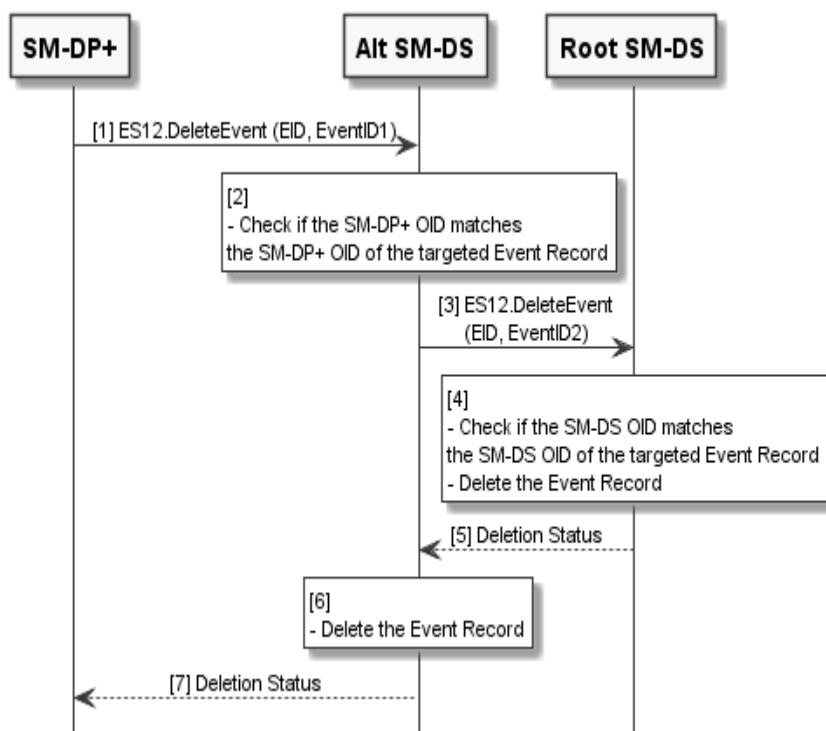 SM-DP+
Alt SM-DS
Root SM-DS
[1] ES12.DeleteEvent (EID, EventID1)
[2]
- Check if the SM-DP+ OID matches
the SM-DP+ OID of the targeted Event Record
[3] ES12.DeleteEvent
(EID, EventID2)
[4]
- Check if the SM-DS OID matches
the SM-DS OID of the targeted Event Record
- Delete the Event Record
[5] Deletion Status
[6]
- Delete the Event Record
[7] Deletion Status